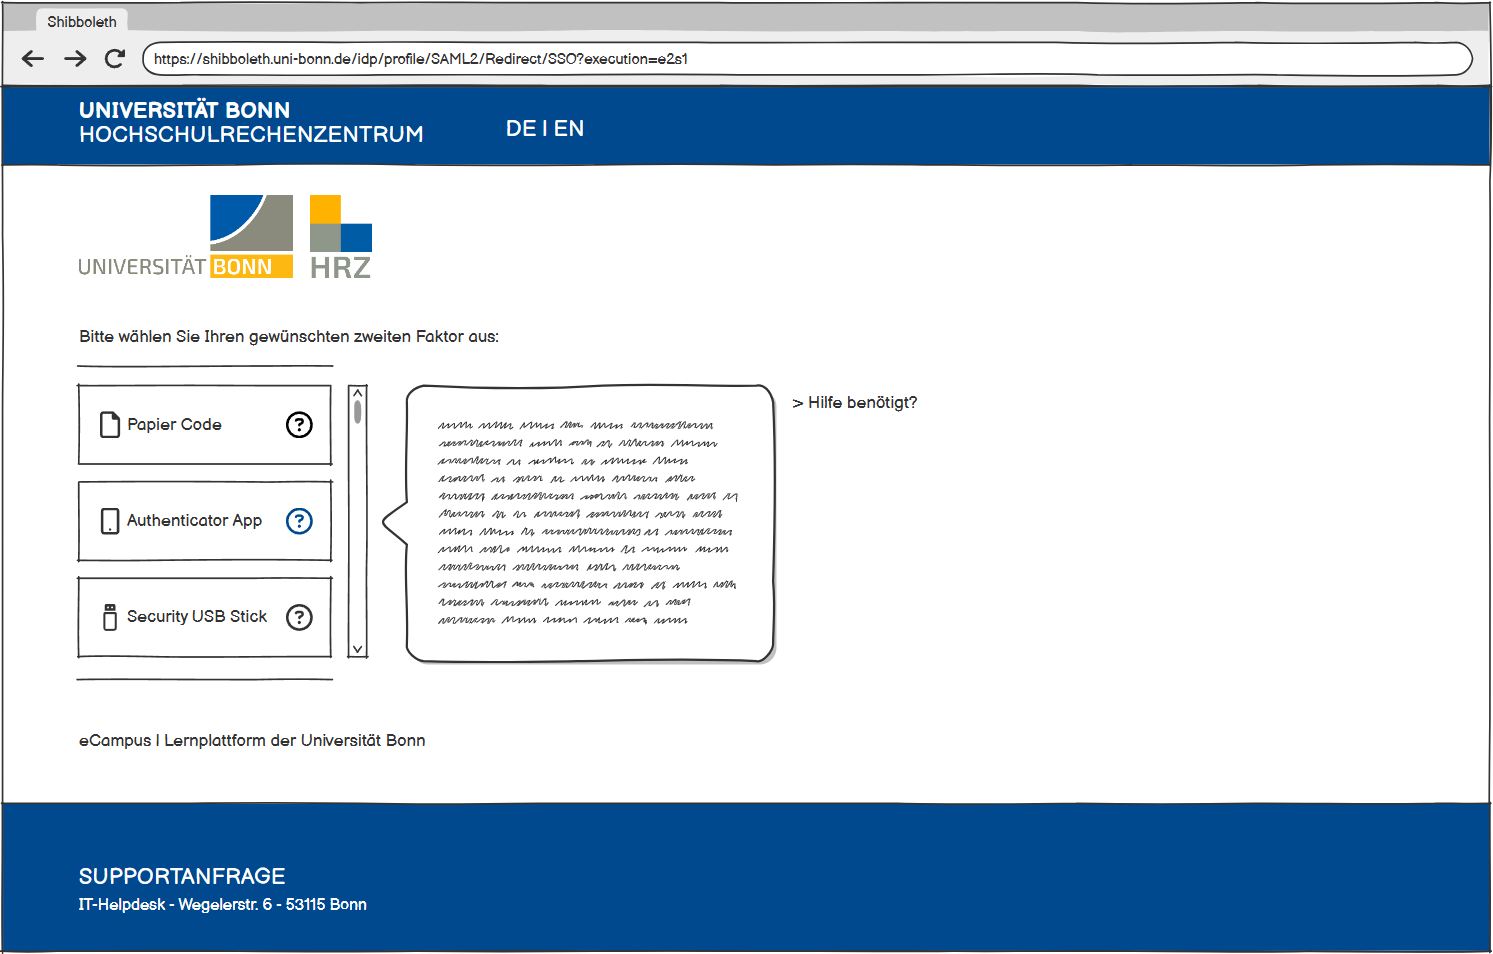 Shibboleth
https://shibboleth.uni-bonn.de/idp/profile/SAML2/Redirect/SSO?execution=e2s1
UNIVERSITÄT BONN
HOCHSCHULRECHENZENTRUM
DE | EN
UNIVERSITÄT BONN
HRZ
Bitte wählen Sie Ihren gewünschten zweiten Faktor aus:
Papier Code ?
> Hilfe benötigt?
Authenticator App ?
Security USB Stick ?
eCampus | Lernplattform der Universität Bonn
SUPPORTANFRAGE
IT-Helpdesk - Wegelerstr. 6 - 53115 Bonn